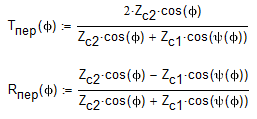 T_пер(ϕ) := 2·Z_c2·cos(ϕ) / (Z_c2·cos(ϕ) + Z_c1·cos(ψ(ϕ)))
R_пер(ϕ) := (Z_c2·cos(ϕ) − Z_c1·cos(ψ(ϕ))) / (Z_c2·cos(ϕ) + Z_c1·cos(ψ(ϕ)))